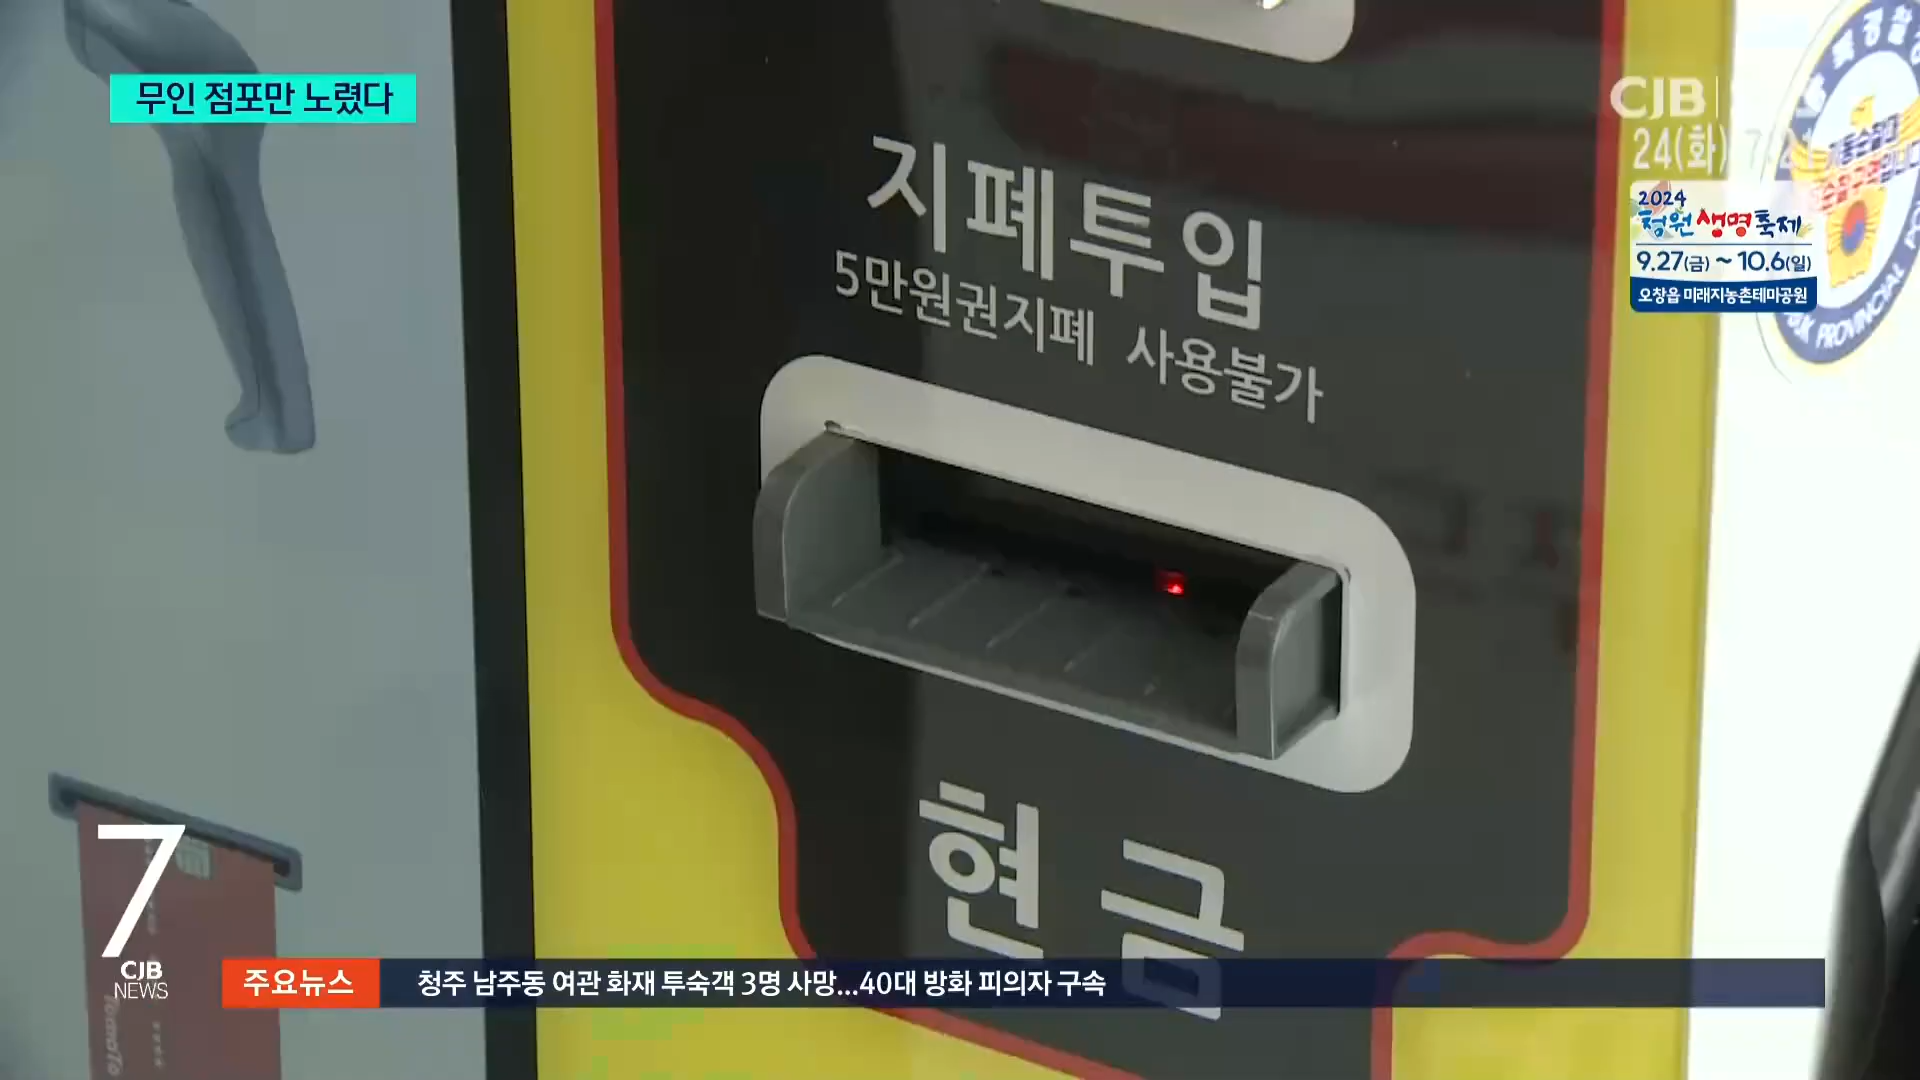 무인 점포만 노렸다
CJB
24(화) 7:21
2024
청원생명축제
9.27(금) ~ 10.6(일)
오창읍 미래지농촌테마공원
PROVINCIAL
지폐투입
5만원권지폐 사용불가
현금
7
CJB
NEWS
주요뉴스
청주 남주동 여관 화재 투숙객 3명 사망...40대 방화 피의자 구속